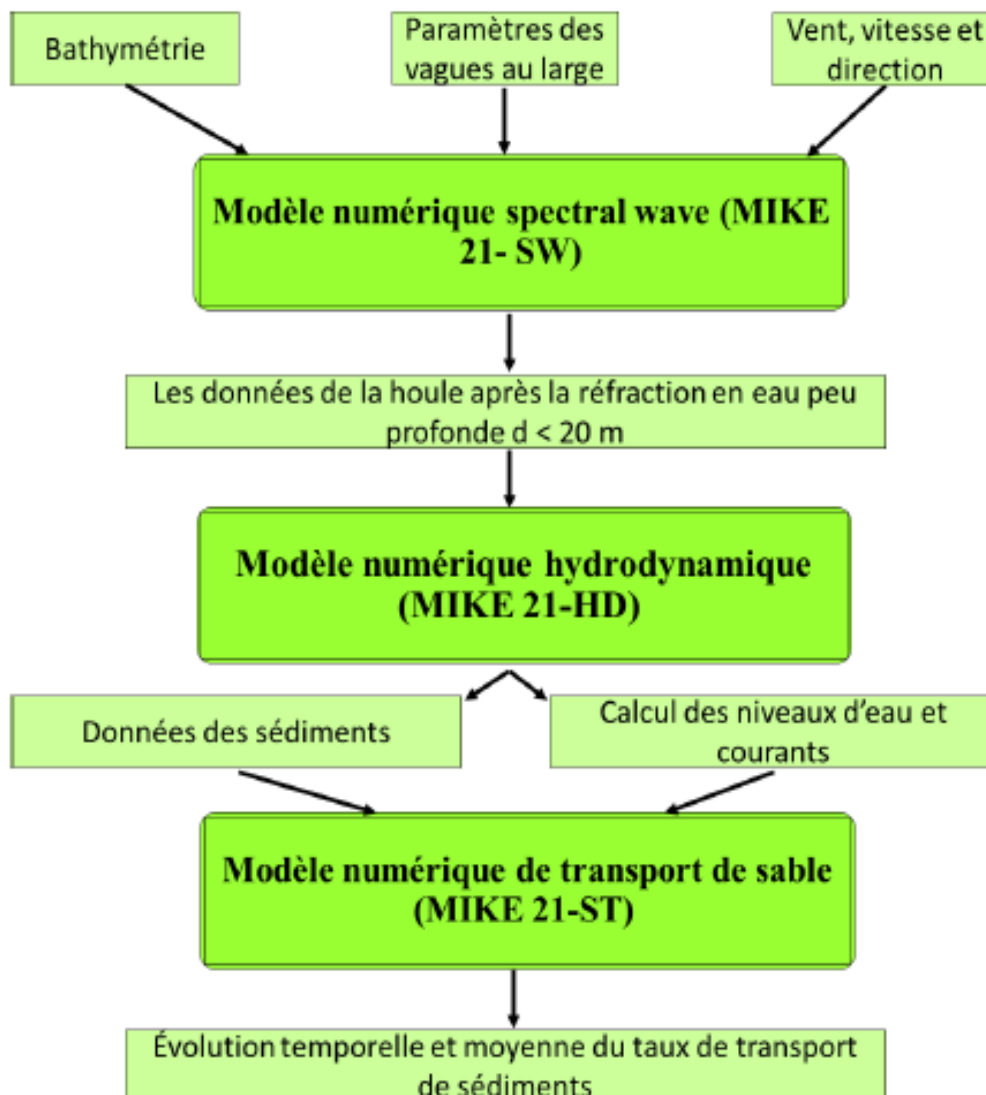 Bathymétrie
Paramètres des
vagues au large
Vent, vitesse et
direction
Modèle numérique spectral wave (MIKE
21- SW)
Les données de la houle après la réfraction en eau peu
profonde d < 20 m
Modèle numérique hydrodynamique
(MIKE 21-HD)
Données des sédiments
Calcul des niveaux d'eau et
courants
Modèle numérique de transport de sable
(MIKE 21-ST)
Évolution temporelle et moyenne du taux de transport
de sédiments